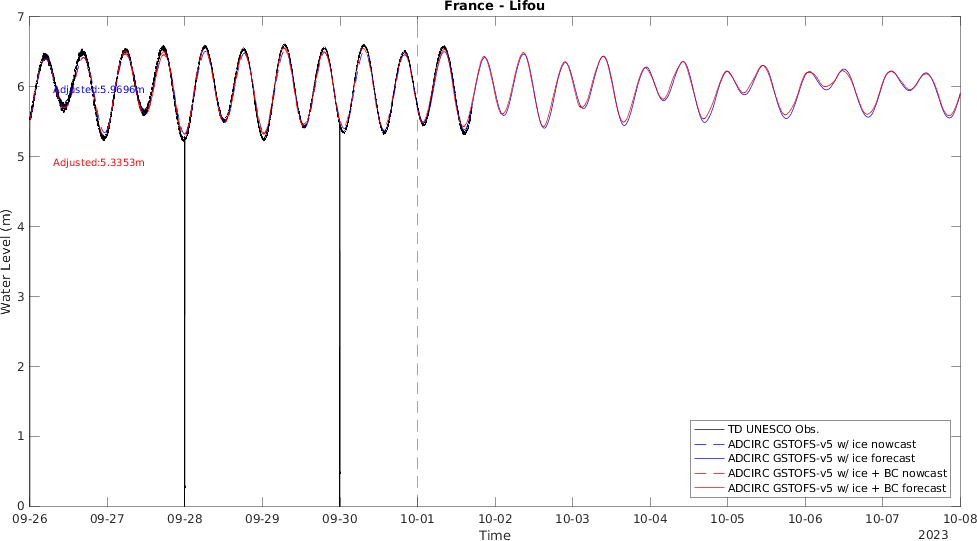 France - Lifou
7
6
5
4
3
2
1
0
Water Level (m)
Adjusted:5.9696m
Adjusted:5.3353m
TD UNESCO Obs.
ADCIRC GSTOFS-v5 w/ ice nowcast
ADCIRC GSTOFS-v5 w/ ice forecast
ADCIRC GSTOFS-v5 w/ ice + BC nowcast
ADCIRC GSTOFS-v5 w/ ice + BC forecast
09-26 09-27 09-28 09-29 09-30 10-01 10-02 10-03 10-04 10-05 10-06 10-07 10-08
Time
2023